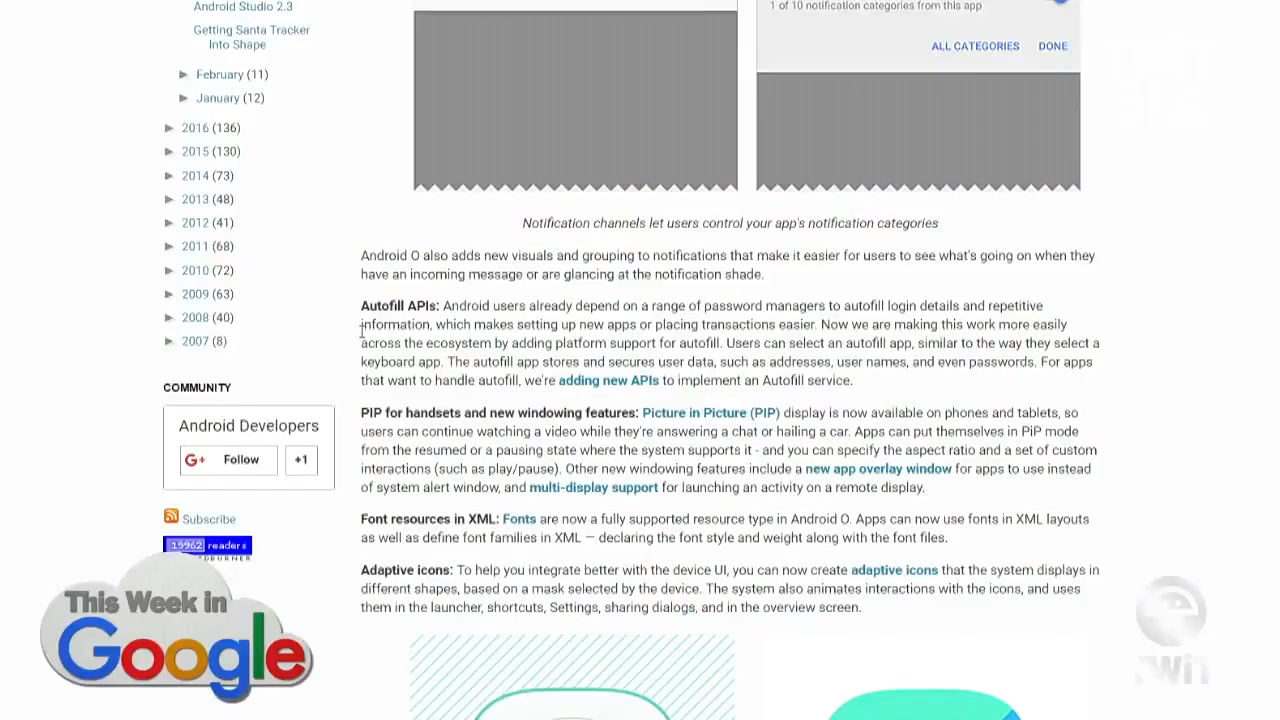 Android Studio 2.3
Getting Santa Tracker
Into Shape
February (11)
January (12)
2016 (136)
2015 (130)
2014 (73)
2013 (48)
2012 (41)
2011 (68)
2010 (72)
2009 (63)
2008 (40)
2007 (8)
COMMUNITY
Android Developers
G+ Follow +1
Subscribe
19962 readers
1 of 10 notification categories from this app
ALL CATEGORIES DONE
Notification channels let users control your app's notification categories
Android O also adds new visuals and grouping to notifications that make it easier for users to see what's going on when they
have an incoming message or are glancing at the notification shade.
Autofill APIs: Android users already depend on a range of password managers to autofill login details and repetitive
information, which makes setting up new apps or placing transactions easier. Now we are making this work more easily
across the ecosystem by adding platform support for autofill. Users can select an autofill app, similar to the way they select a
keyboard app. The autofill app stores and secures user data, such as addresses, user names, and even passwords. For apps
that want to handle autofill, we're adding new APIs to implement an Autofill service.
PIP for handsets and new windowing features: Picture in Picture (PIP) display is now available on phones and tablets, so
users can continue watching a video while they're answering a chat or hailing a car. Apps can put themselves in PiP mode
from the resumed or a pausing state where the system supports it - and you can specify the aspect ratio and a set of custom
interactions (such as play/pause). Other new windowing features include a new app overlay window for apps to use instead
of system alert window, and multi-display support for launching an activity on a remote display.
Font resources in XML: Fonts are now a fully supported resource type in Android O. Apps can now use fonts in XML layouts
as well as define font families in XML — declaring the font style and weight along with the font files.
Adaptive icons: To help you integrate better with the device UI, you can now create adaptive icons that the system displays in
different shapes, based on a mask selected by the device. The system also animates interactions with the icons, and uses
them in the launcher, shortcuts, Settings, sharing dialogs, and in the overview screen.
This Week in
Google
TWiT